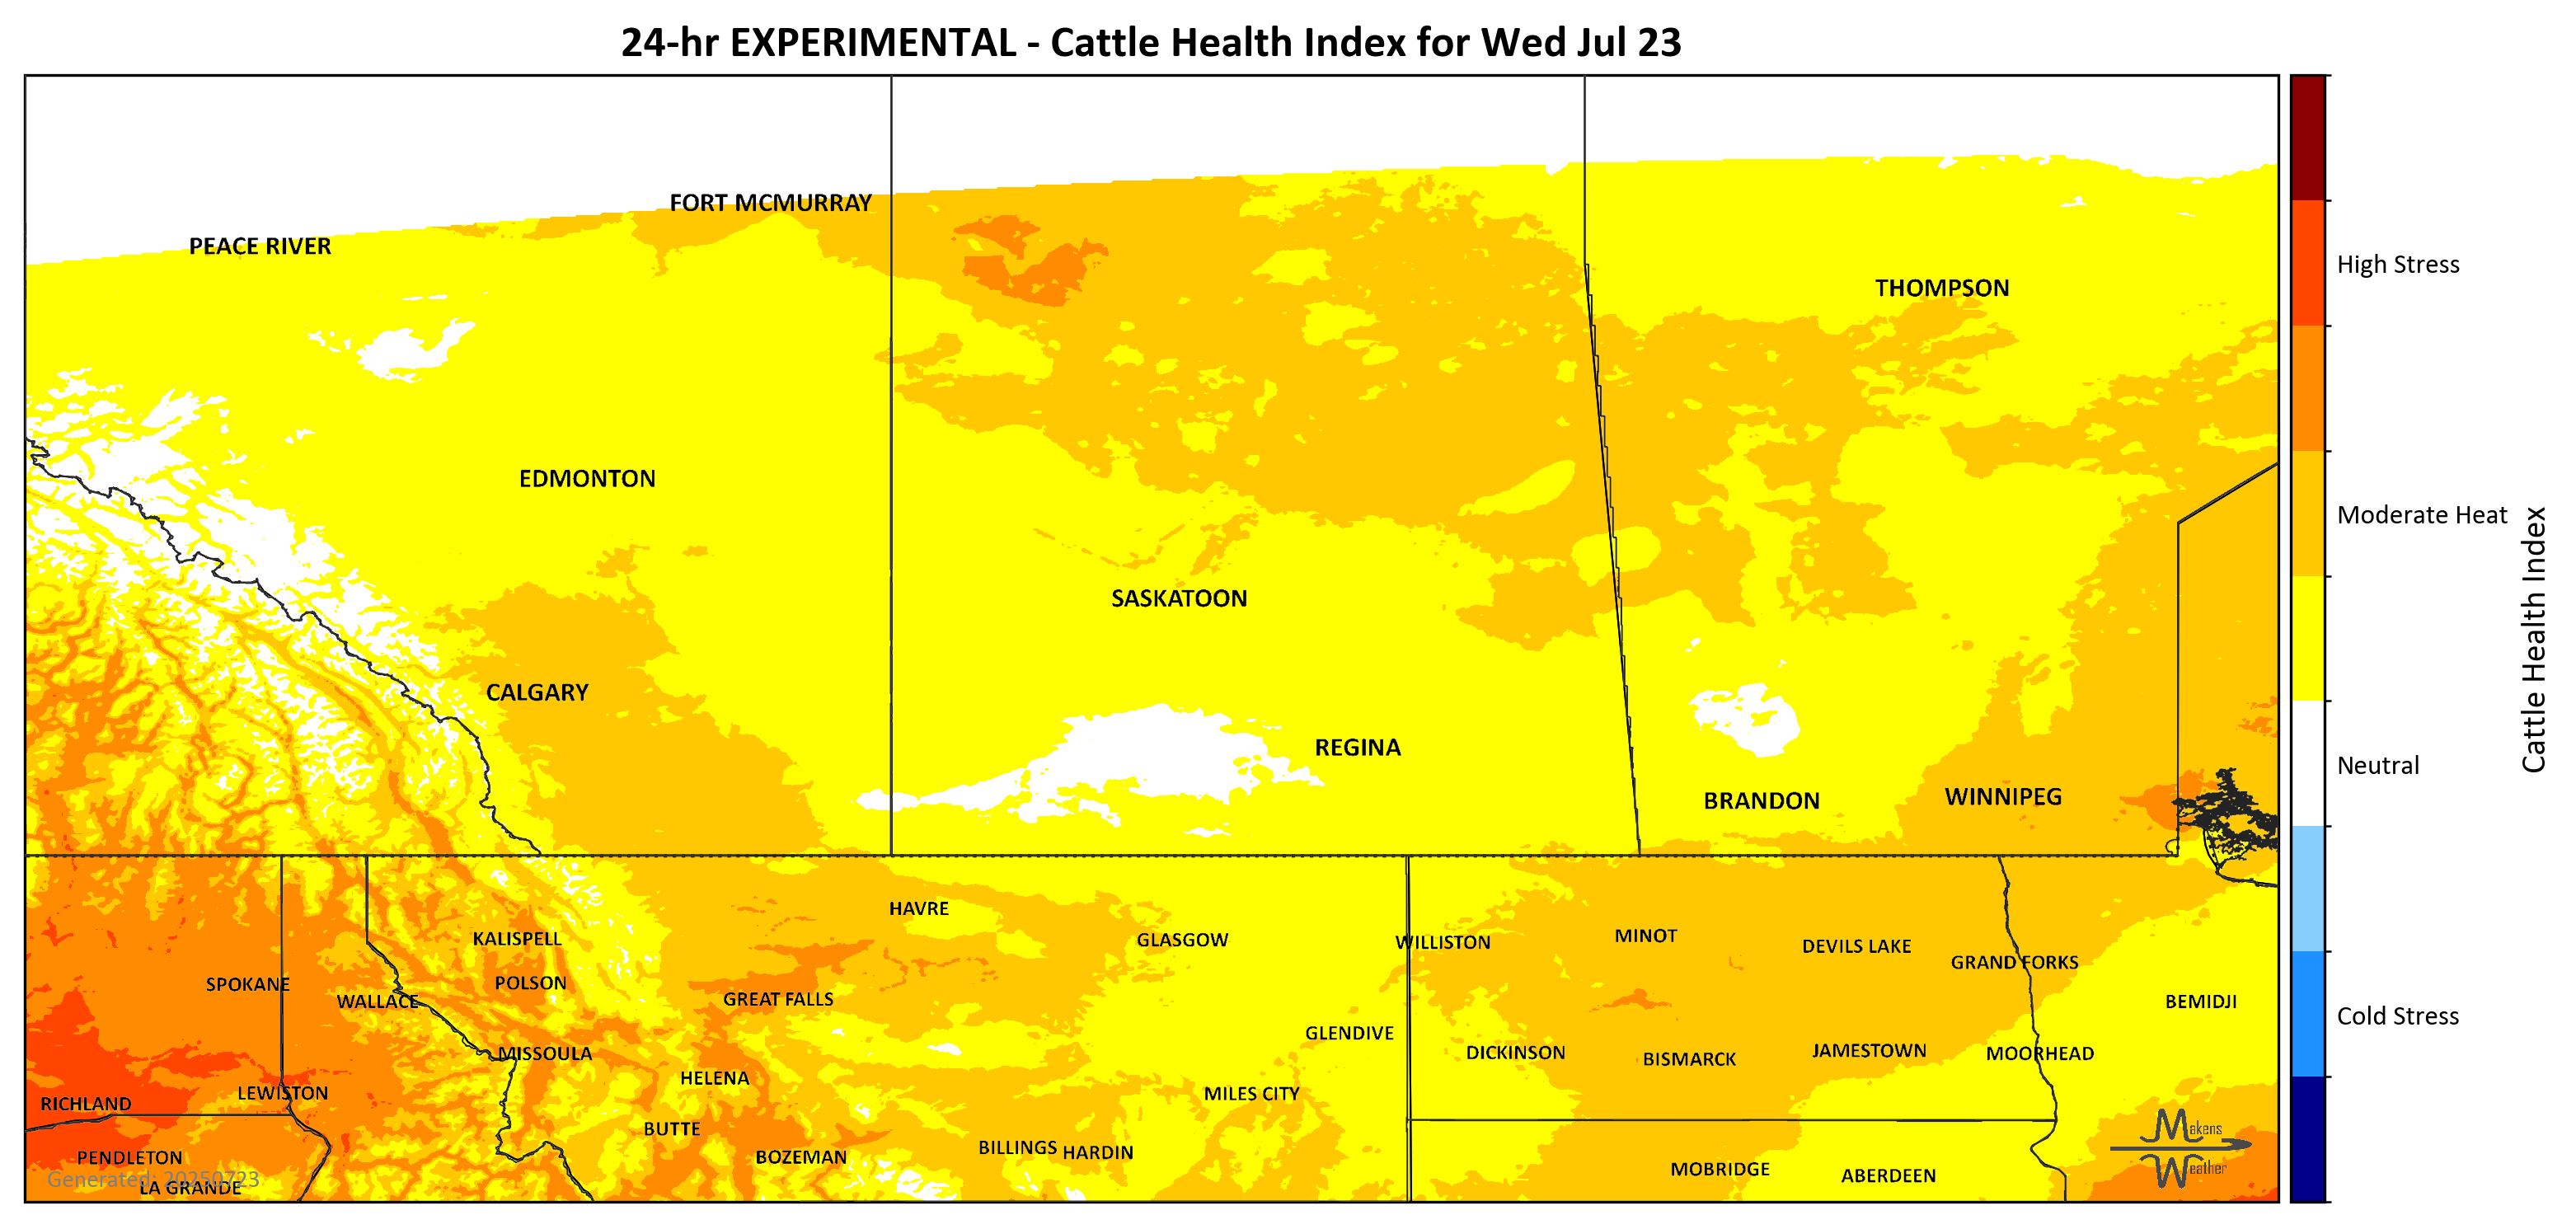 24-hr EXPERIMENTAL - Cattle Health Index for Wed Jul 23
FORT MCMURRAY
PEACE RIVER
THOMPSON
EDMONTON
SASKATOON
CALGARY
REGINA
BRANDON
WINNIPEG
HAVRE
KALISPELL
GLASGOW
WILLISTON
MINOT
DEVILS LAKE
GRAND FORKS
SPOKANE
POLSON
WALLACE
GREAT FALLS
BEMIDJI
GLENDIVE
MISSOULA
DICKINSON
BISMARCK
JAMESTOWN
MOORHEAD
HELENA
LEWISTON
MILES CITY
RICHLAND
BUTTE
BILLINGS
HARDIN
PENDLETON
BOZEMAN
MOBRIDGE
ABERDEEN
LA GRANDE
Generated: 20250723
Makens
Weather
High Stress
Moderate Heat
Neutral
Cold Stress
Cattle Health Index